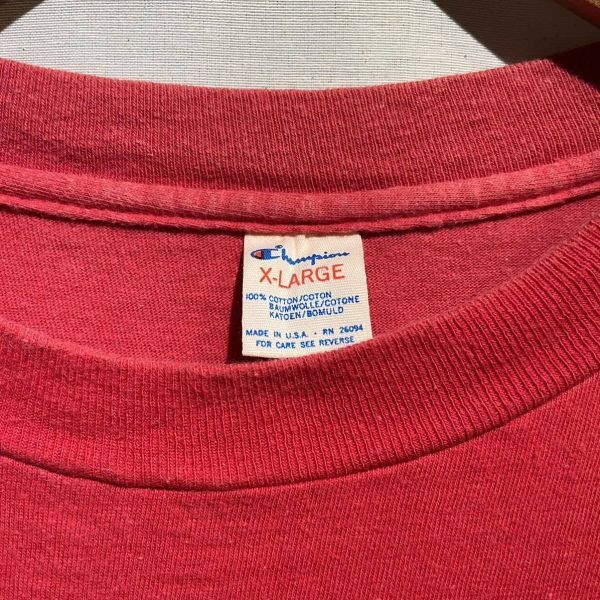 Champion
X-LARGE
100% COTTON/COTON
BAUMWOLLE/COTONE
KATOEN/BOMULD
MADE IN U.S.A. - RN 26094
FOR CARE SEE REVERSE